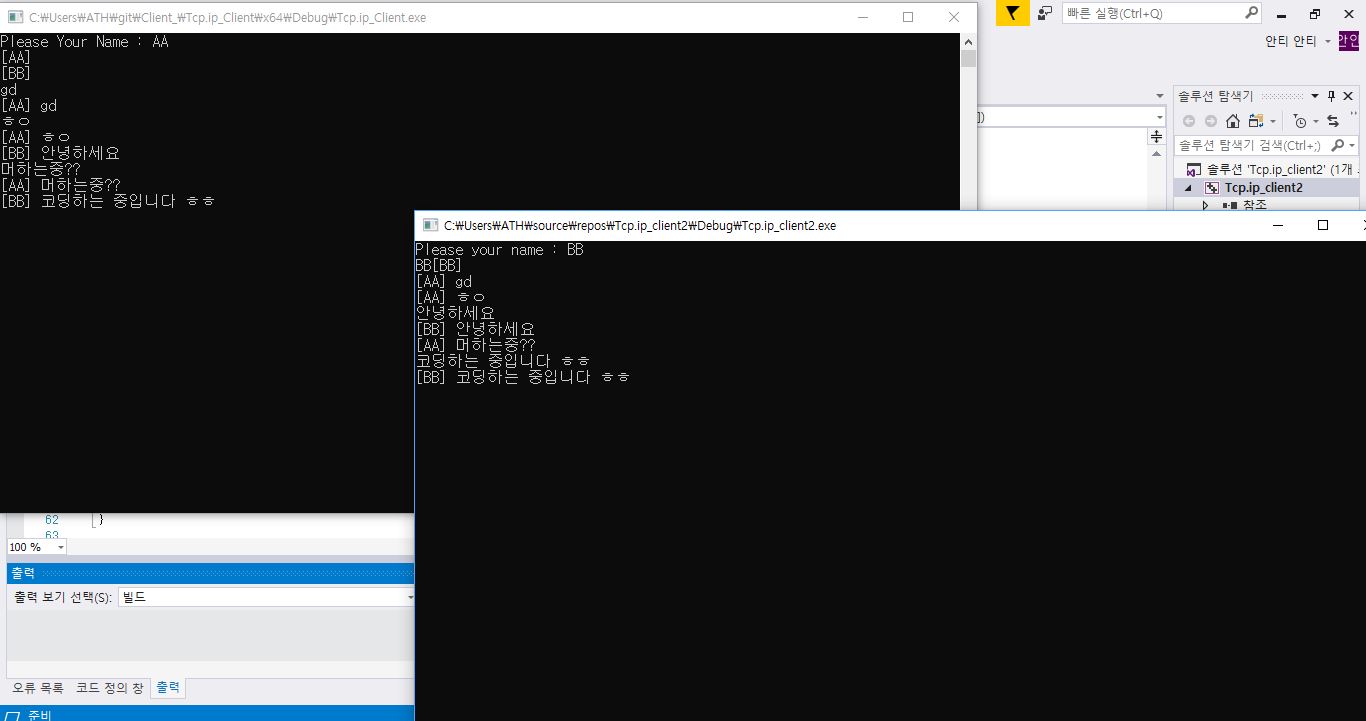 C:₩Users₩ATH₩git₩Client_₩Tcp.ip_Client₩x64₩Debug₩Tcp.ip_Client.exe
Please Your Name : AA
[AA]
[BB]
gd
[AA] gd
ㅎㅇ
[AA] ㅎㅇ
[BB] 안녕하세요
머하는중??
[AA] 머하는중??
[BB] 코딩하는 중입니다 ㅎㅎ
빠른 실행(Ctrl+Q)
안티 안티
안안
])
솔루션 탐색기
솔루션 탐색기 검색(Ctrl+;)
솔루션 'Tcp.ip_client2' (1개
Tcp.ip_client2
참조
C:₩Users₩ATH₩source₩repos₩Tcp.ip_client2₩Debug₩Tcp.ip_client2.exe
Please your name : BB
BB[BB]
[AA] gd
[AA] ㅎㅇ
안녕하세요
[BB] 안녕하세요
[AA] 머하는중??
코딩하는 중입니다 ㅎㅎ
[BB] 코딩하는 중입니다 ㅎㅎ
62 }
63
100 %
출력
출력 보기 선택(S): 빌드
오류 목록 코드 정의 창 출력
준비